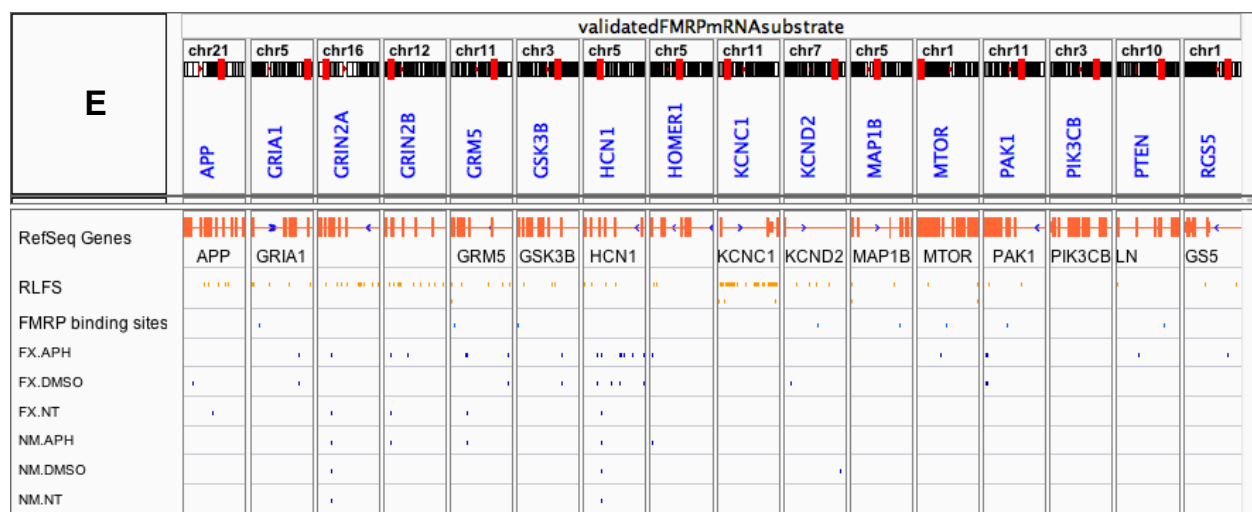 E
validatedFMRPmRNAsubstrate
chr21 chr5 chr16 chr12 chr11 chr3 chr5 chr5 chr11 chr7 chr5 chr1 chr11 chr3 chr10 chr1
APP GRIA1 GRIN2A GRIN2B GRM5 GSK3B HCN1 HOMER1 KCNC1 KCND2 MAP1B MTOR PAK1 PIK3CB PTEN RGS5
RefSeq Genes
APP GRIA1 GRM5 GSK3B HCN1 KCNC1 KCND2 MAP1B MTOR PAK1 PIK3CB LN GS5
RLFS
FMRP binding sites
FX.APH
FX.DMSO
FX.NT
NM.APH
NM.DMSO
NM.NT